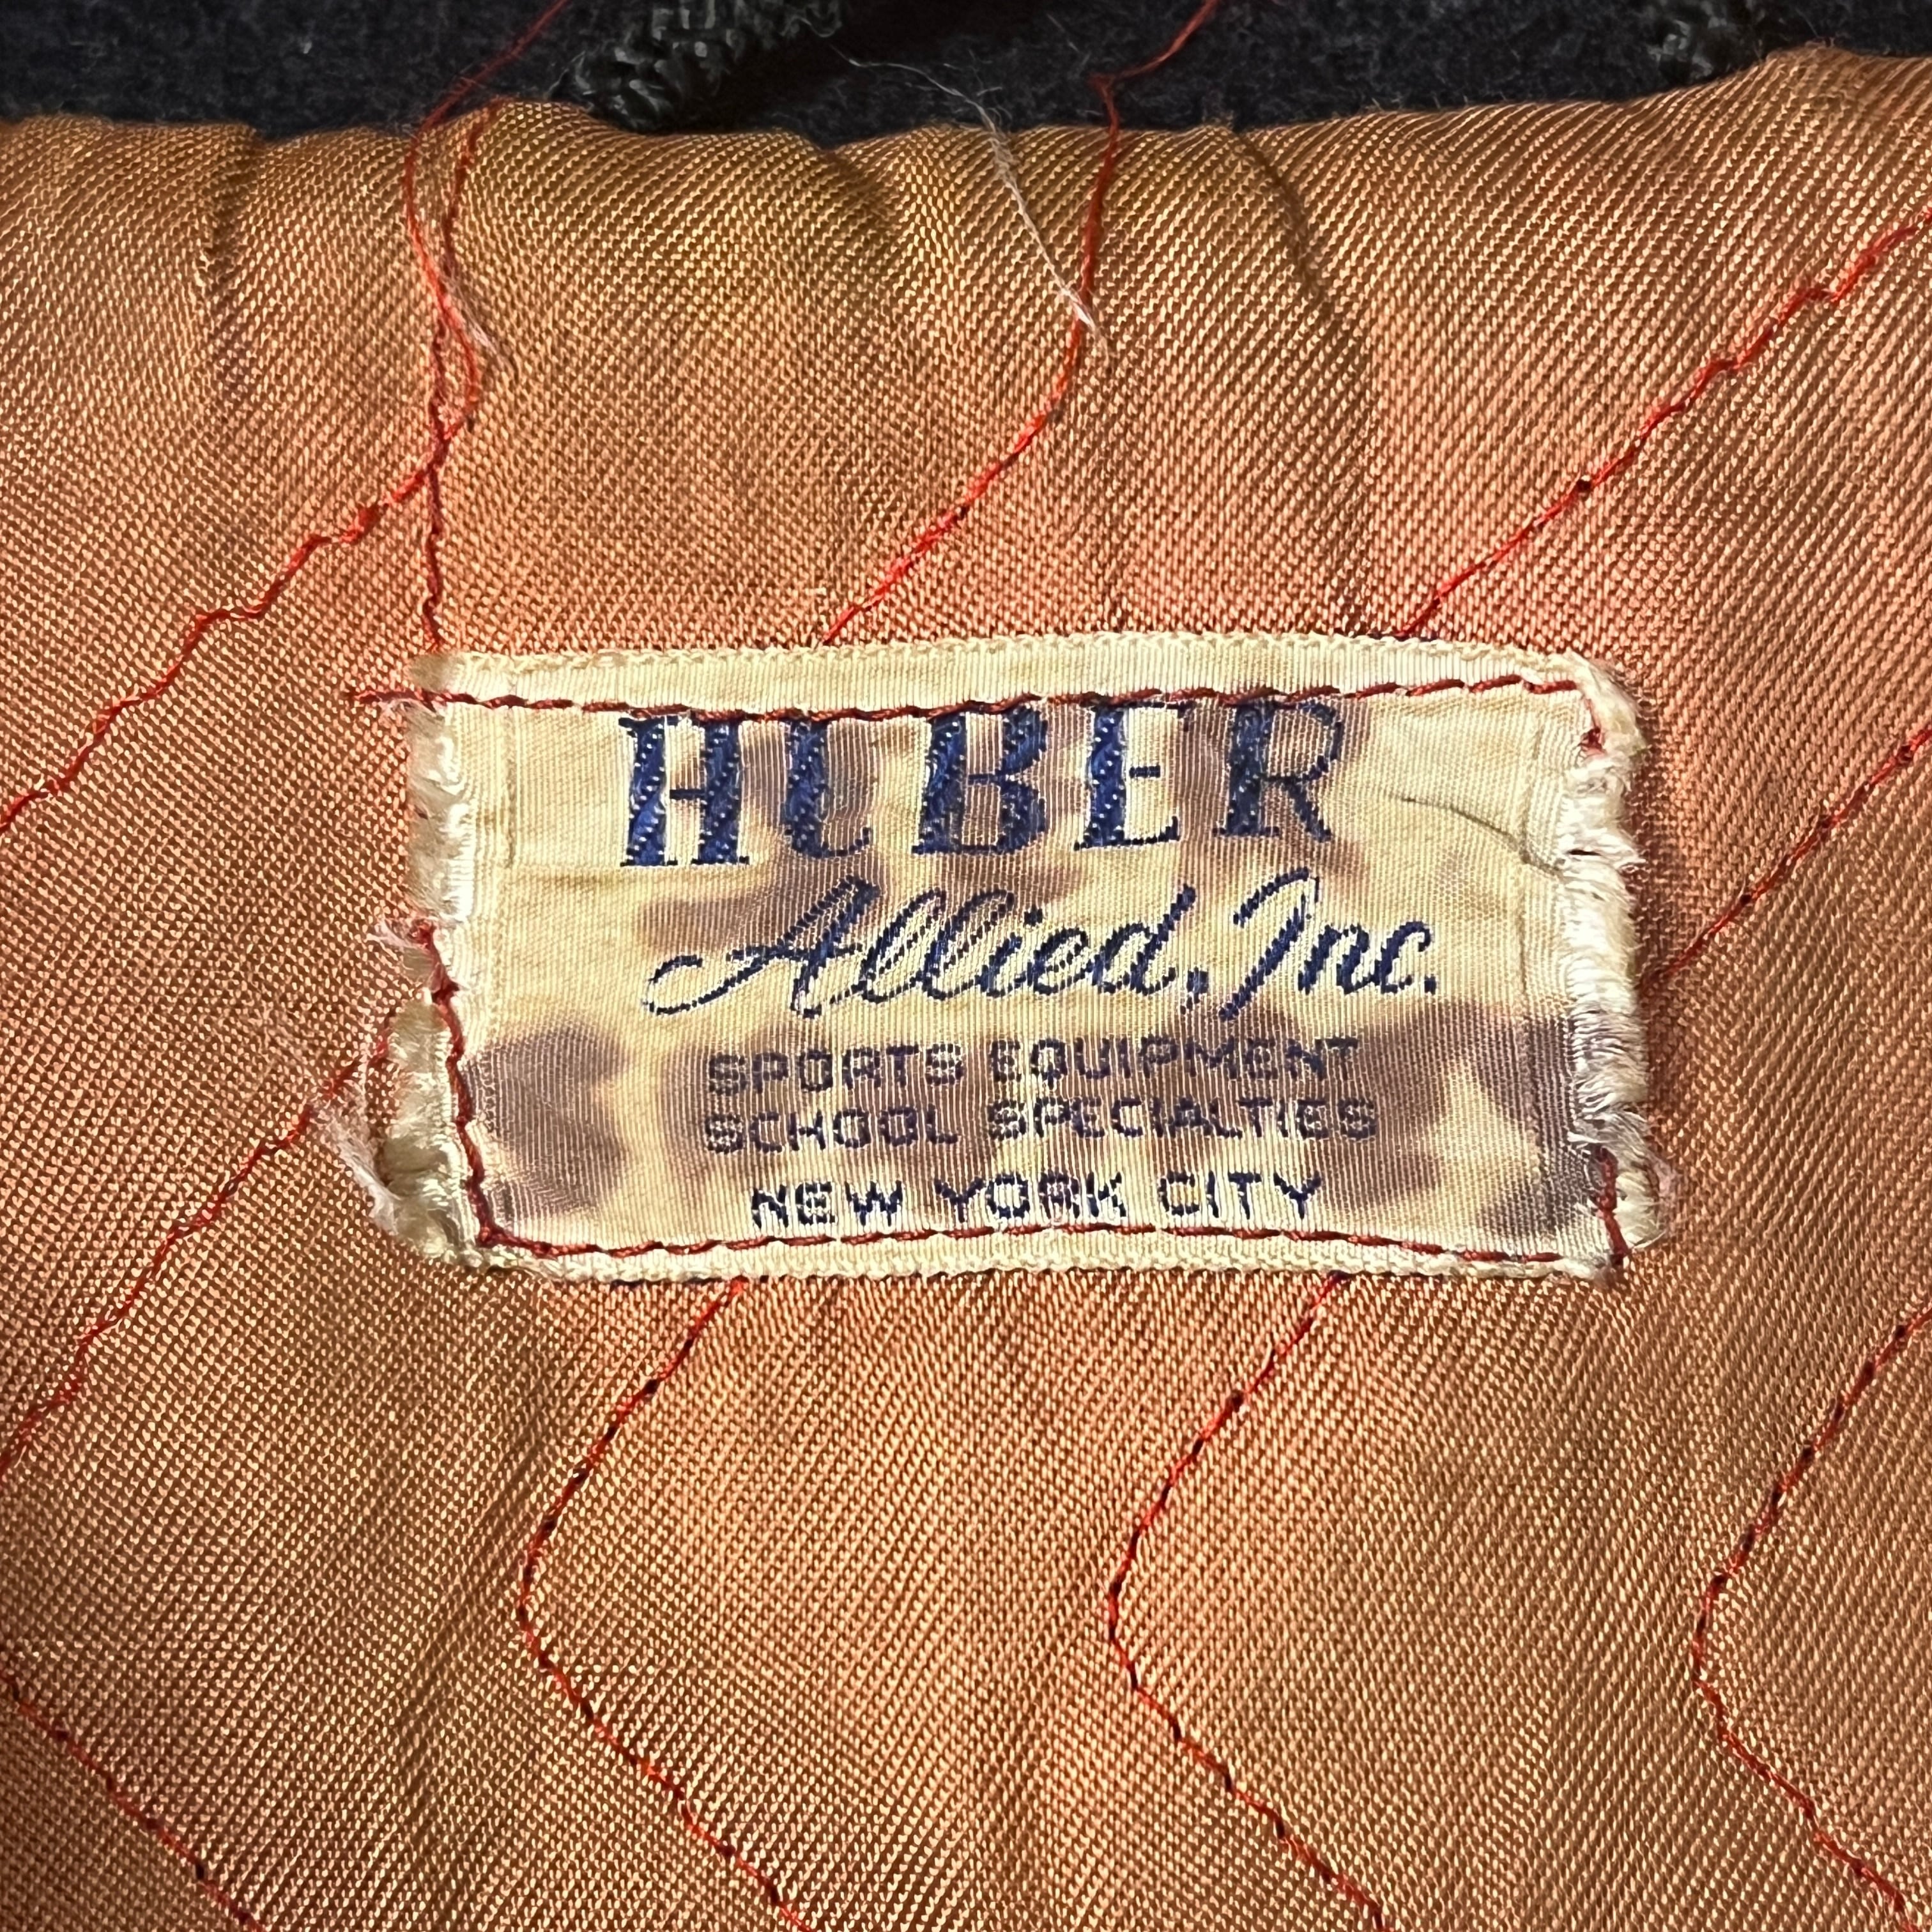 HUBER
Allied, Inc.
SPORTS EQUIPMENT
SCHOOL SPECIALTIES
NEW YORK CITY